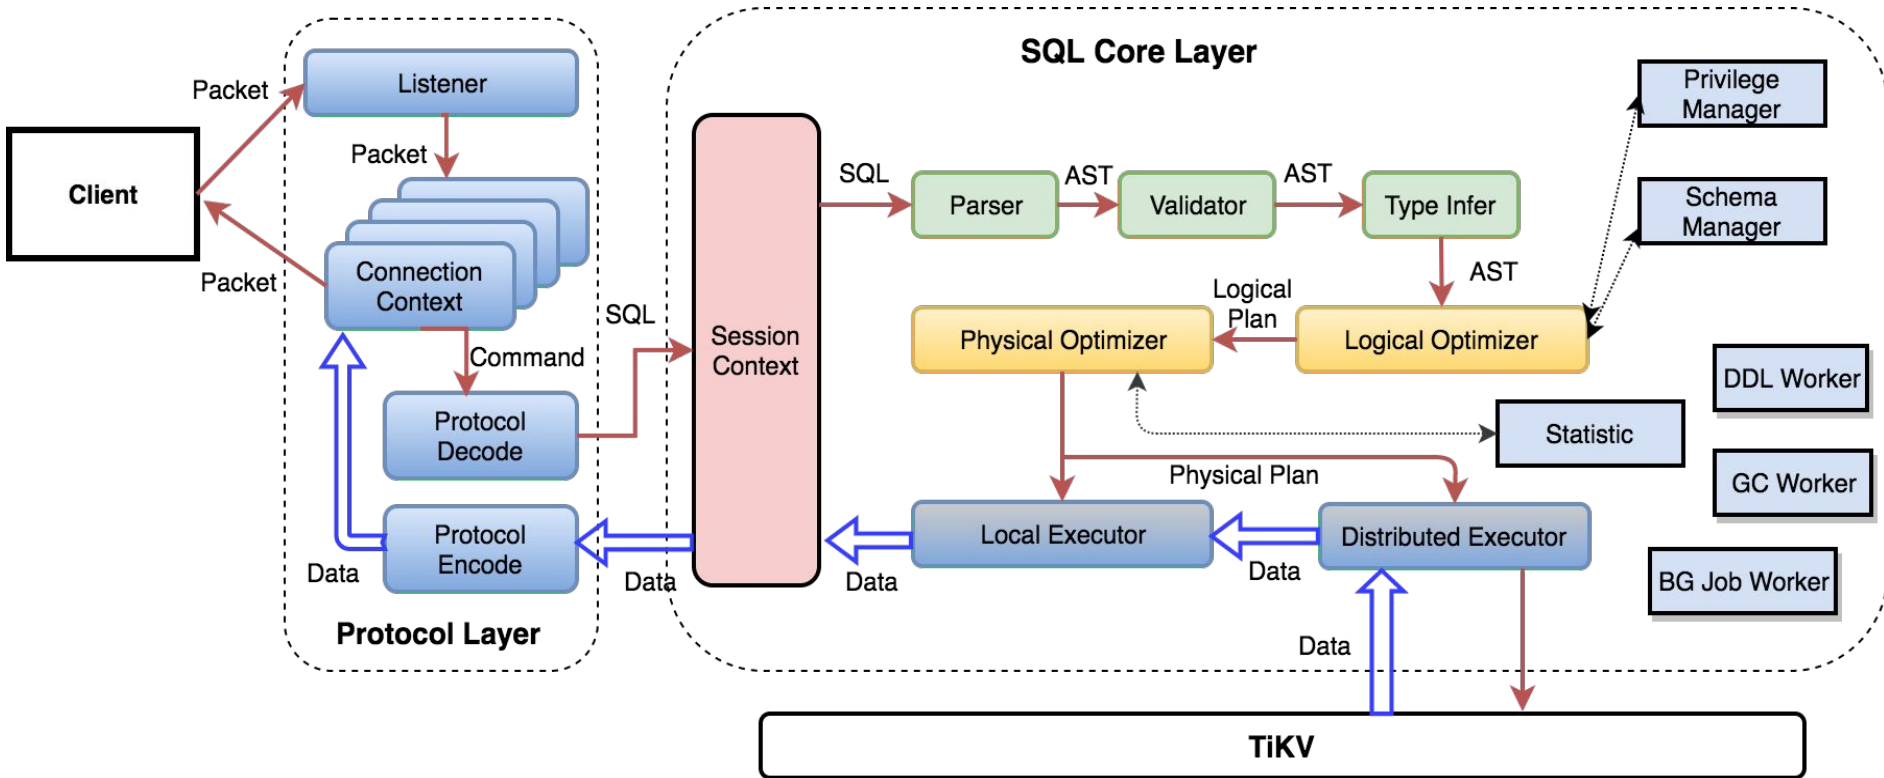 SQL Core Layer
Packet
Listener
Privilege
Manager
Packet
Client
SQL
AST
AST
Parser
Validator
Type Infer
Schema
Manager
Packet
Connection
Context
AST
SQL
Logical
Plan
Session
Context
Physical Optimizer
Logical Optimizer
Command
DDL Worker
Protocol
Decode
Statistic
Physical Plan
GC Worker
Protocol
Encode
Local Executor
Distributed Executor
Data
Data
Data
Data
BG Job Worker
Protocol Layer
Data
TiKV